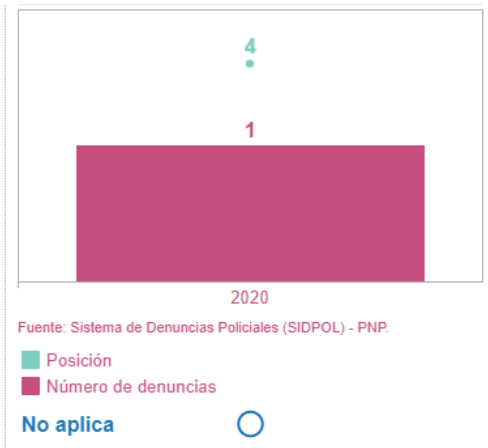 4
1
2020
Fuente: Sistema de Denuncias Policiales (SIDPOL) - PNP.
Posición
Número de denuncias
No aplica